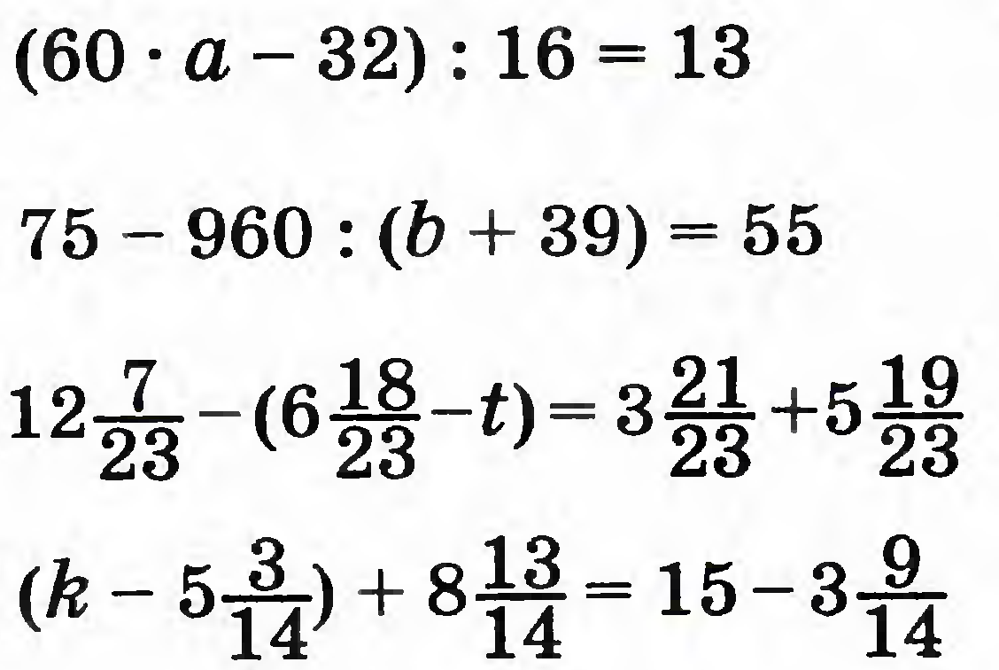 (60 · a − 32) : 16 = 13
75 − 960 : (b + 39) = 55
12 7/23 − (6 18/23 − t) = 3 21/23 + 5 19/23
(k − 5 3/14) + 8 13/14 = 15 − 3 9/14